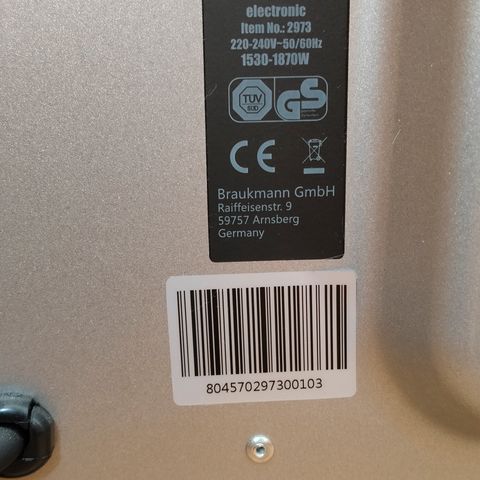 electronic
Item No.: 2973
220-240V~50/60Hz
1530-1870W
TÜV
SÜD
GS
CE
Braukmann GmbH
Raiffeisenstr. 9
59757 Arnsberg
Germany
804570297300103